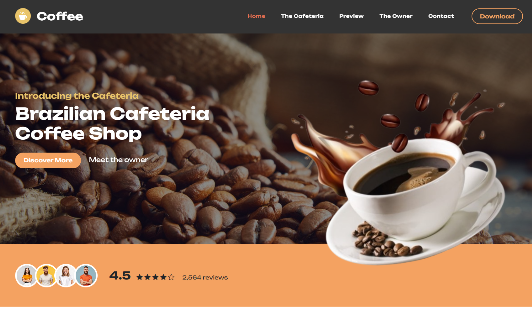 Coffee
Home The Cafeteria Preview The Owner Contact Download
Introducing the Cafeteria
Brazilian Cafeteria
Coffee Shop
Discover More Meet the owner
4.5 2,564 reviews